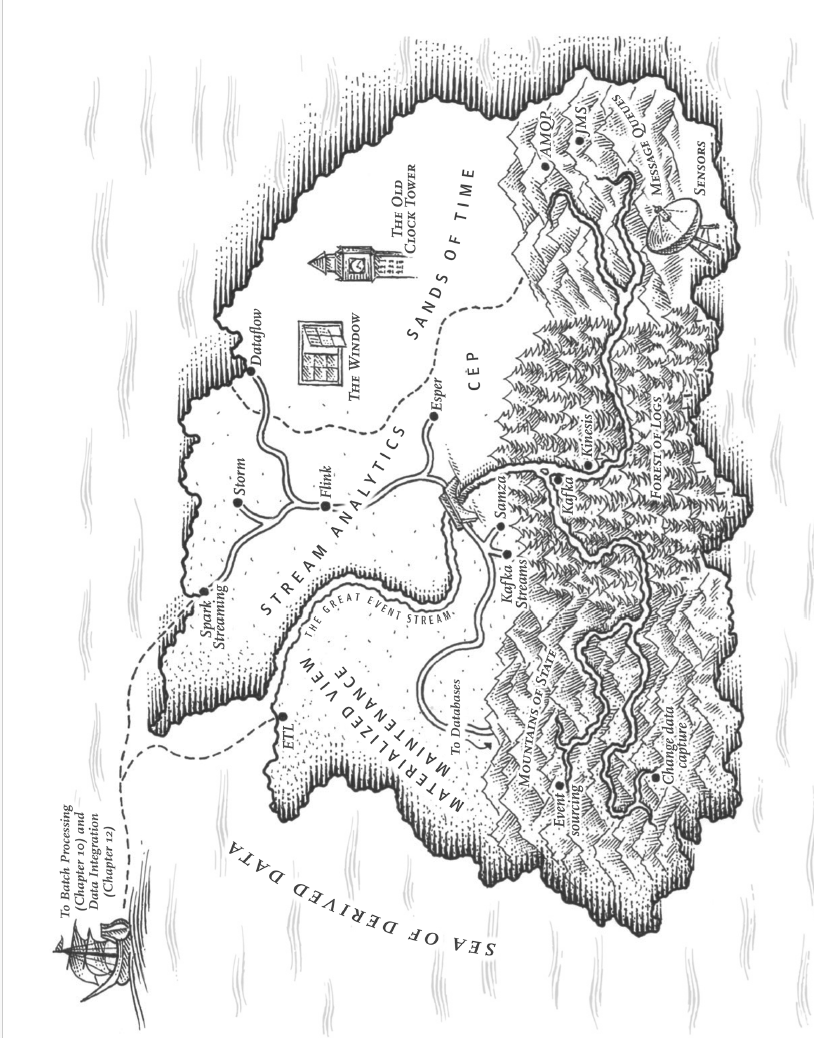 To Batch Processing
(Chapter 10) and
Data Integration
(Chapter 12)
SEA OF DERIVED DATA
ETL
Spark
Streaming
Storm
Dataflow
Flink
STREAM ANALYTICS
THE GREAT EVENT STREAM
MATERIALIZED VIEW
MAINTENANCE
THE WINDOW
THE OLD
CLOCK TOWER
SANDS OF TIME
CEP
Esper
To Databases
Samza
Kafka
Streams
Kafka
Kinesis
FOREST OF LOGS
MOUNTAINS OF STATE
Event
sourcing
Change data
capture
AMQP
JMS
MESSAGE QUEUES
SENSORS